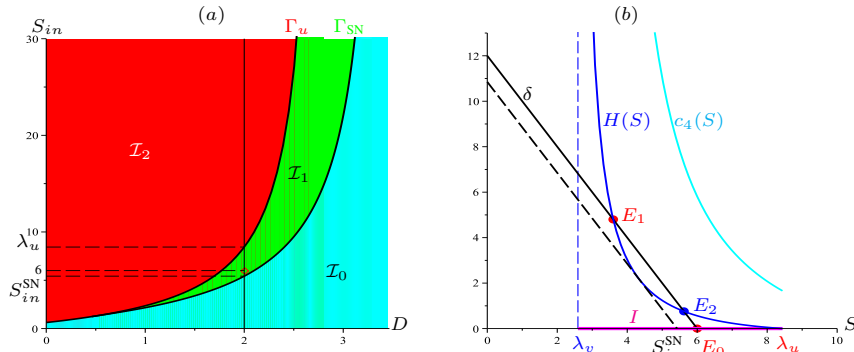 (a)
S_in
Γ_u
Γ_SN
30
20
10
λ_u
6
S_in^SN
0
I_2
I_1
I_0
0
1
2
3
D
(b)
12
10
8
6
4
2
0
δ
H(S)
c_4(S)
E_1
E_2
I
0
λ_v
4
S_in^SN
6
E_0
λ_u
8
10
S